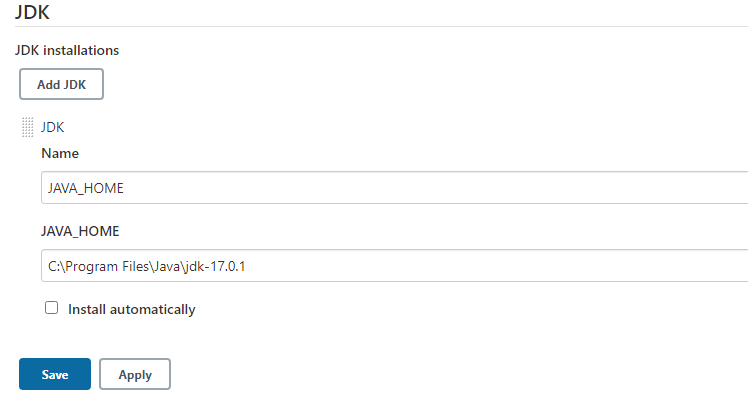 JDK
JDK installations
Add JDK
JDK
Name
JAVA_HOME
JAVA_HOME
C:\Program Files\Java\jdk-17.0.1
Install automatically
Save Apply